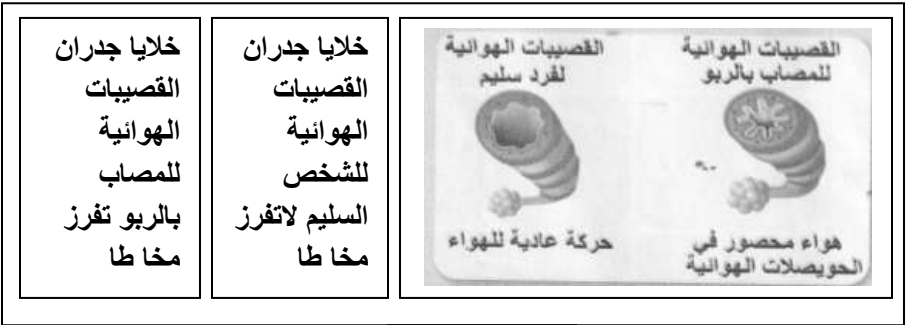 القصيبات الهوائية
للمصاب بالربو
هواء محصور في
الحويصلات الهوائية
القصيبات الهوائية
لفرد سليم
حركة عادية للهواء
خلايا جدران
القصيبات
الهوائية
للشخص
السليم لاتفرز
مخا طا
خلايا جدران
القصيبات
الهوائية
للمصاب
بالربو تفرز
مخا طا